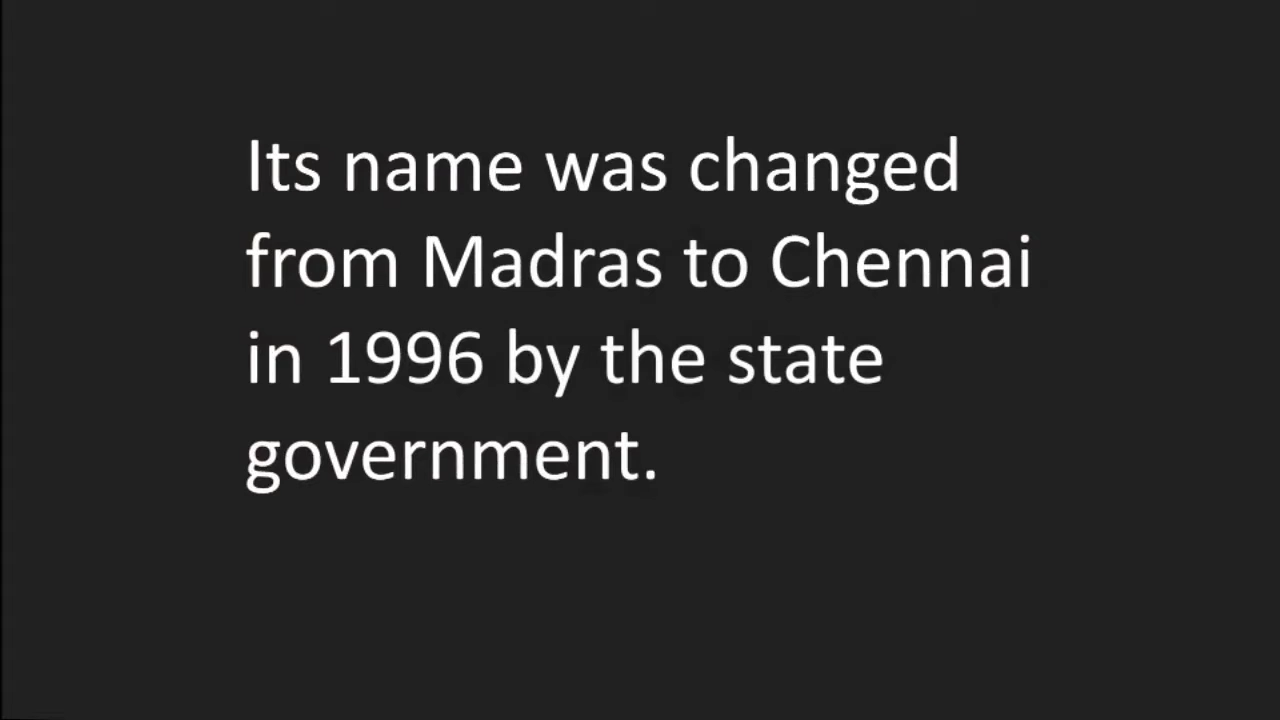 Its name was changed
from Madras to Chennai
in 1996 by the state
government.